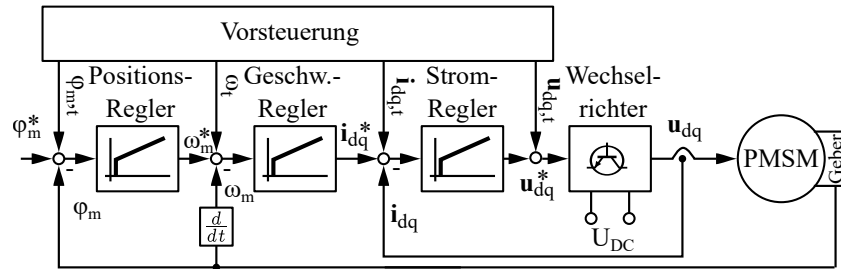 Vorsteuerung
φm,t
Positions-
Regler
ωt
Geschw.-
Regler
idq,t
Strom-
Regler
udq,t
Wechsel-
richter
φm*
ωm*
idq*
udq*
udq
PMSM
Geber
-
-
-
φm
ωm
d
dt
idq
UDC